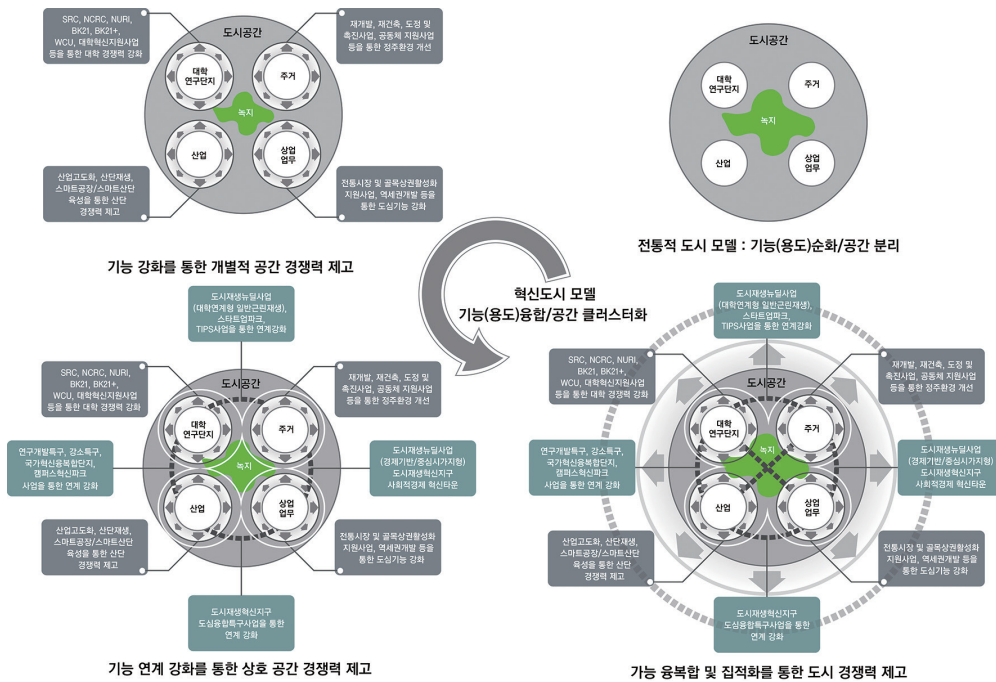 SRC, NCRC, NURI,
BK21, BK21+,
WCU, 대학혁신지원사업
등을 통한 대학 경쟁력 강화
재개발, 재건축, 도정 및
촉진사업, 공동체 지원사업
등을 통한 정주환경 개선
도시공간
대학
연구단지
주거
녹지
산업
상업
업무
산업고도화, 산단재생,
스마트공장/스마트산단
육성을 통한 산단
경쟁력 제고
전통시장 및 골목상권활성화
지원사업, 역세권개발 등을
통한 도심기능 강화
기능 강화를 통한 개별적 공간 경쟁력 제고
도시공간
대학
연구단지
주거
녹지
산업
상업
업무
전통적 도시 모델 : 기능(용도)순화/공간 분리
혁신도시 모델
기능(용도)융합/공간 클러스터화
도시재생뉴딜사업
(대학연계형 일반근린재생),
스타트업파크,
TIPS사업을 통한 연계강화
SRC, NCRC, NURI,
BK21, BK21+,
WCU, 대학혁신지원사업
등을 통한 대학 경쟁력 강화
재개발, 재건축, 도정 및
촉진사업, 공동체 지원사업
등을 통한 정주환경 개선
도시공간
대학
연구단지
주거
녹지
연구개발특구, 강소특구,
국가혁신융복합단지,
캠퍼스혁신파크
사업을 통한 연계 강화
도시재생뉴딜사업
(경제기반/중심시가지형)
도시재생혁신지구
사회적경제 혁신타운
산업
상업
업무
산업고도화, 산단재생,
스마트공장/스마트산단
육성을 통한 산단
경쟁력 제고
전통시장 및 골목상권활성화
지원사업, 역세권개발 등을
통한 도심기능 강화
도시재생혁신지구
도심융합특구사업을 통한
연계 강화
기능 연계 강화를 통한 상호 공간 경쟁력 제고
도시재생뉴딜사업
(대학연계형 일반근린재생),
스타트업파크,
TIPS사업을 통한 연계강화
SRC, NCRC, NURI,
BK21, BK21+,
WCU, 대학혁신지원사업
등을 통한 대학 경쟁력 강화
재개발, 재건축, 도정 및
촉진사업, 공동체 지원사업
등을 통한 정주환경 개선
도시공간
대학
연구단지
주거
녹지
연구개발특구, 강소특구,
국가혁신융복합단지,
캠퍼스혁신파크
사업을 통한 연계 강화
도시재생뉴딜사업
(경제기반/중심시가지형)
도시재생혁신지구
사회적경제 혁신타운
산업
상업
업무
산업고도화, 산단재생,
스마트공장/스마트산단
육성을 통한 산단
경쟁력 제고
전통시장 및 골목상권활성화
지원사업, 역세권개발 등을
통한 도심기능 강화
도시재생혁신지구
도심융합특구사업을 통한
연계 강화
가능 융복합 및 집적화를 통한 도시 경쟁력 제고